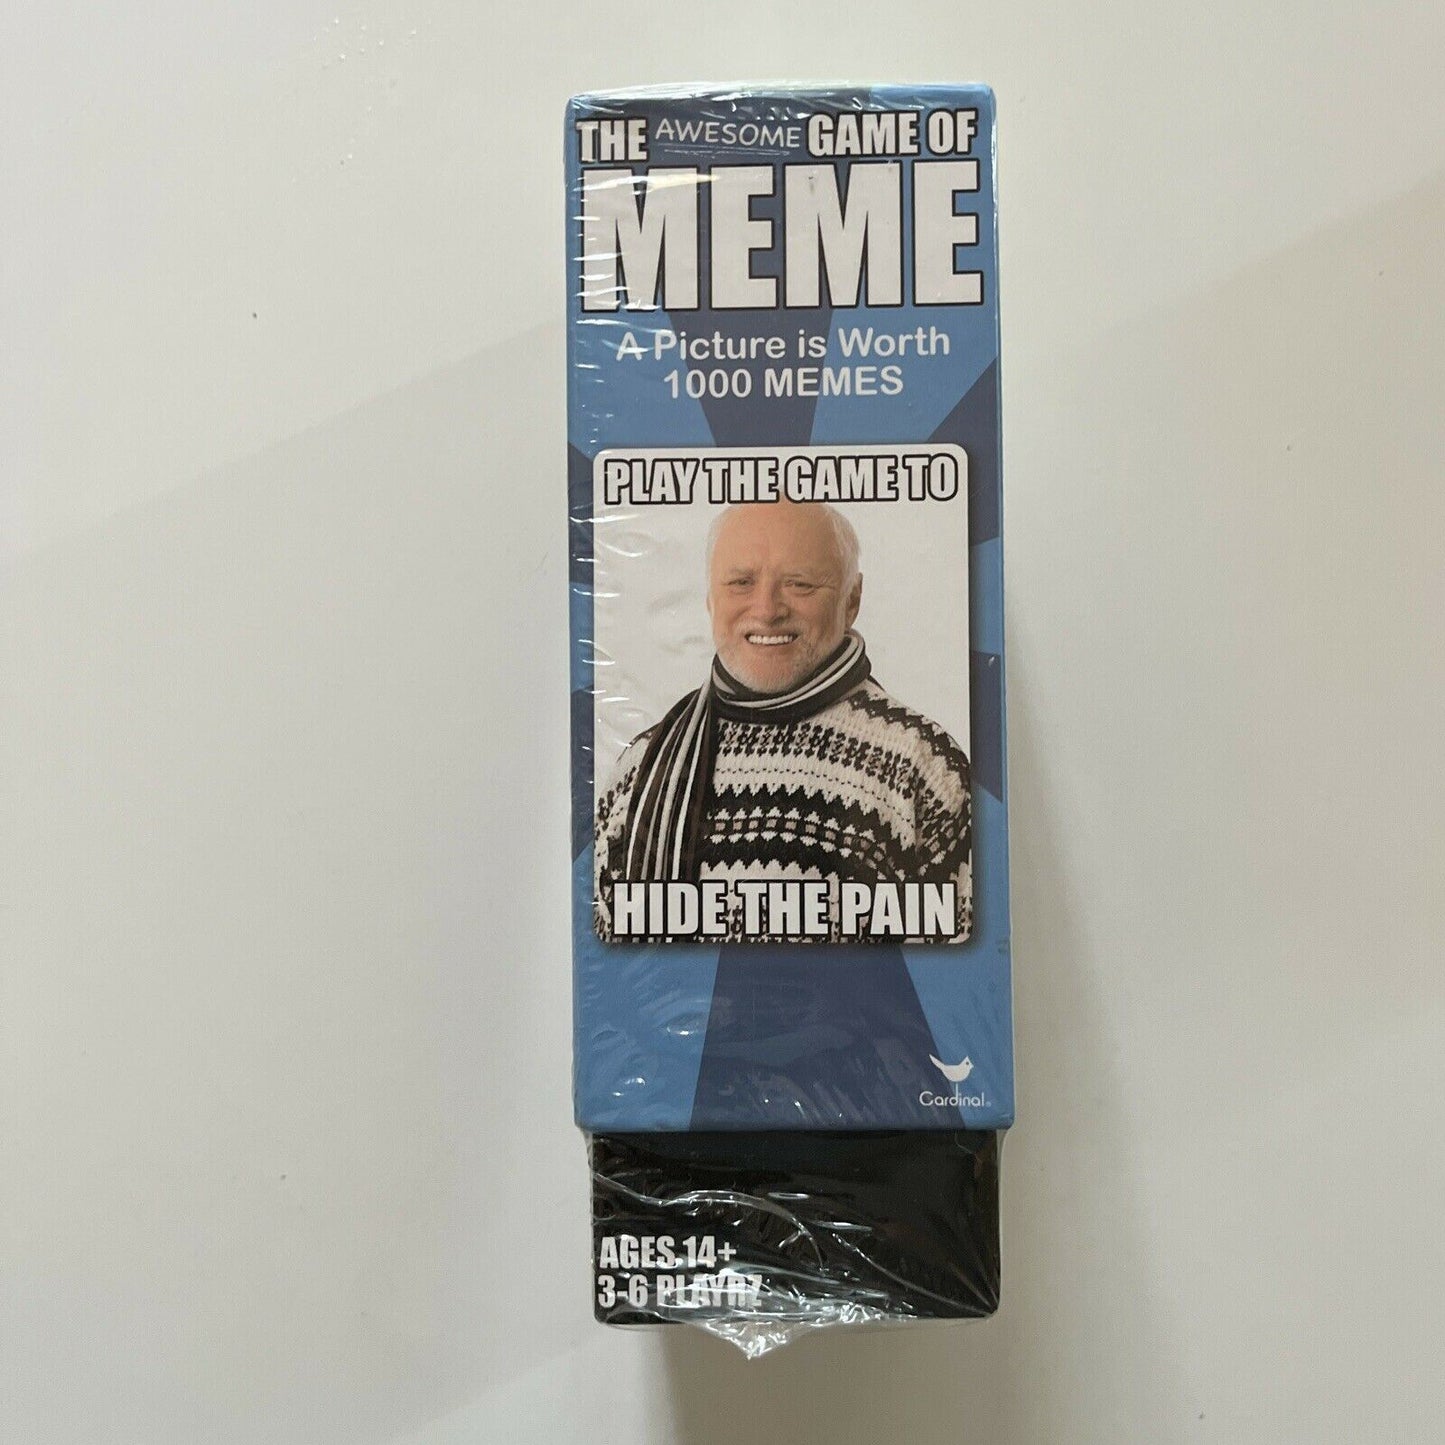 THE AWESOME GAME OF
MEME
A Picture is Worth
1000 MEMES
PLAY THE GAME TO
HIDE THE PAIN
Cardinal®
AGES 14+
3-6 PLAYRZ